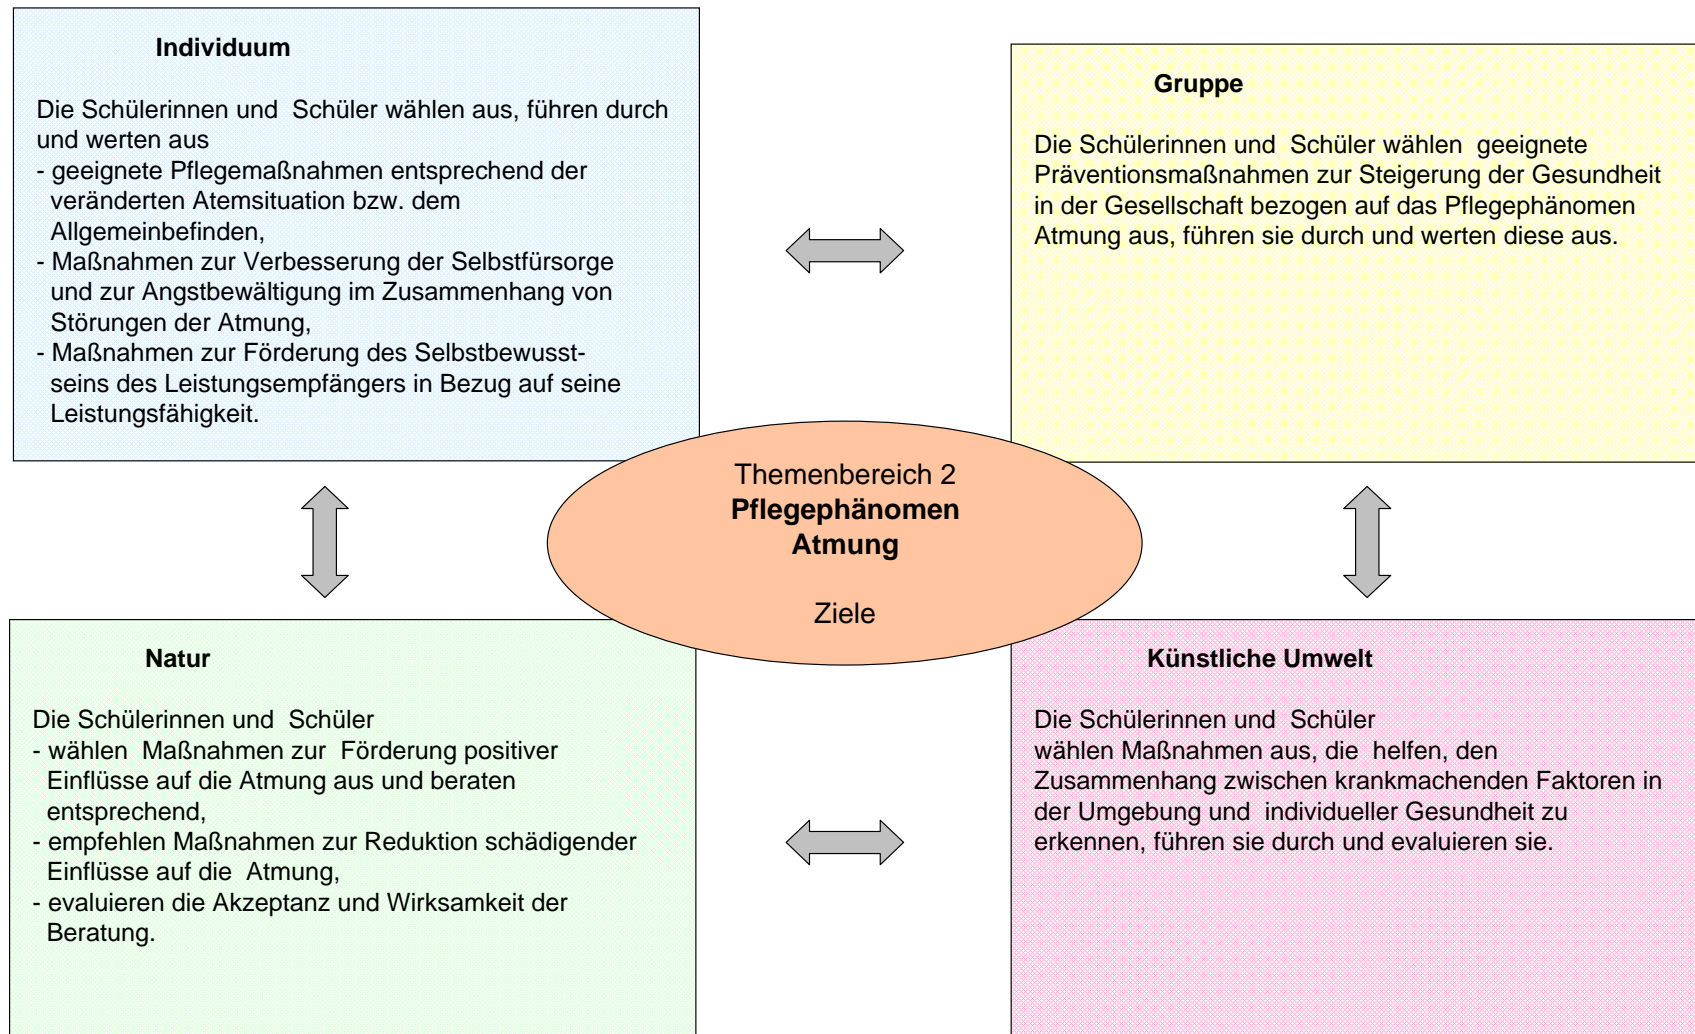 Individuum
Die Schülerinnen und  Schüler wählen aus, führen durch
und werten aus
- geeignete Pflegemaßnahmen entsprechend der
veränderten Atemsituation bzw. dem
Allgemeinbefinden,
- Maßnahmen zur Verbesserung der Selbstfürsorge
und zur Angstbewältigung im Zusammenhang von
Störungen der Atmung,
- Maßnahmen zur Förderung des Selbstbewusst-
seins des Leistungsempfängers in Bezug auf seine
Leistungsfähigkeit.
Gruppe
Die Schülerinnen und  Schüler wählen  geeignete
Präventionsmaßnahmen zur Steigerung der Gesundheit
in der Gesellschaft bezogen auf das Pflegephänomen
Atmung aus, führen sie durch und werten diese aus.
Themenbereich 2
Pflegephänomen
Atmung
Ziele
Natur
Die Schülerinnen und  Schüler
- wählen  Maßnahmen zur  Förderung positiver
Einflüsse auf die Atmung aus und beraten
entsprechend,
- empfehlen Maßnahmen zur Reduktion schädigender
Einflüsse auf die  Atmung,
- evaluieren die Akzeptanz und Wirksamkeit der
Beratung.
Künstliche Umwelt
Die Schülerinnen und  Schüler
wählen Maßnahmen aus, die  helfen, den
Zusammenhang zwischen krankmachenden Faktoren in
der Umgebung und  individueller Gesundheit zu
erkennen, führen sie durch und evaluieren sie.